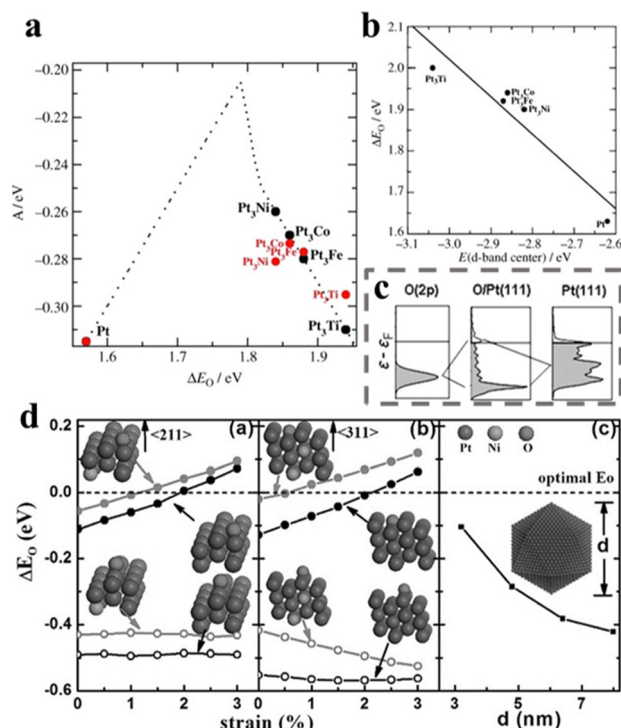 a
A/eV
−0.20
−0.22
−0.24
−0.26
−0.28
−0.30
Pt3Ni
Pt3Co
Pt3Co
Pt3Fe
Pt3Fe
Pt3Ni
Pt3Ti
Pt3Ti
Pt
1.6
1.7
1.8
1.9
ΔEO / eV
b
ΔEO / eV
2.1
2.0
1.9
1.8
1.7
1.6
Pt3Ti
Pt3Co
Pt3Fe
Pt3Ni
Pt
−3.1
−3.0
−2.9
−2.8
−2.7
−2.6
E(d-band center) / eV
c
O(2p)
O/Pt(111)
Pt(111)
ε - εF
d
ΔEO (eV)
0.2
0.0
-0.2
-0.4
-0.6
<211>
(a)
<311>
(b)
(c)
Pt
Ni
O
optimal Eo
d
0
1
2
3
0
1
2
3
strain (%)
4
6
8
d (nm)